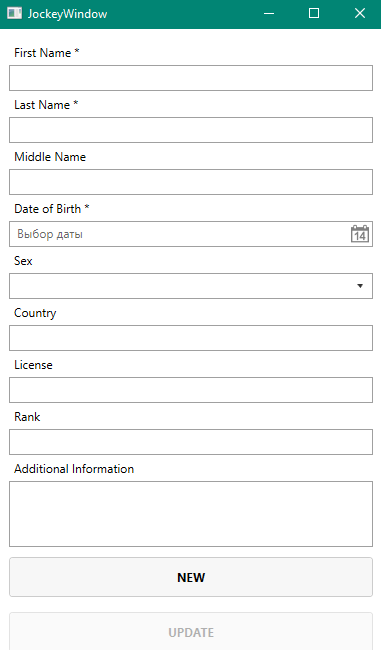 JockeyWindow
First Name *
Last Name *
Middle Name
Date of Birth *
Выбор даты
14
Sex
Country
License
Rank
Additional Information
NEW
UPDATE